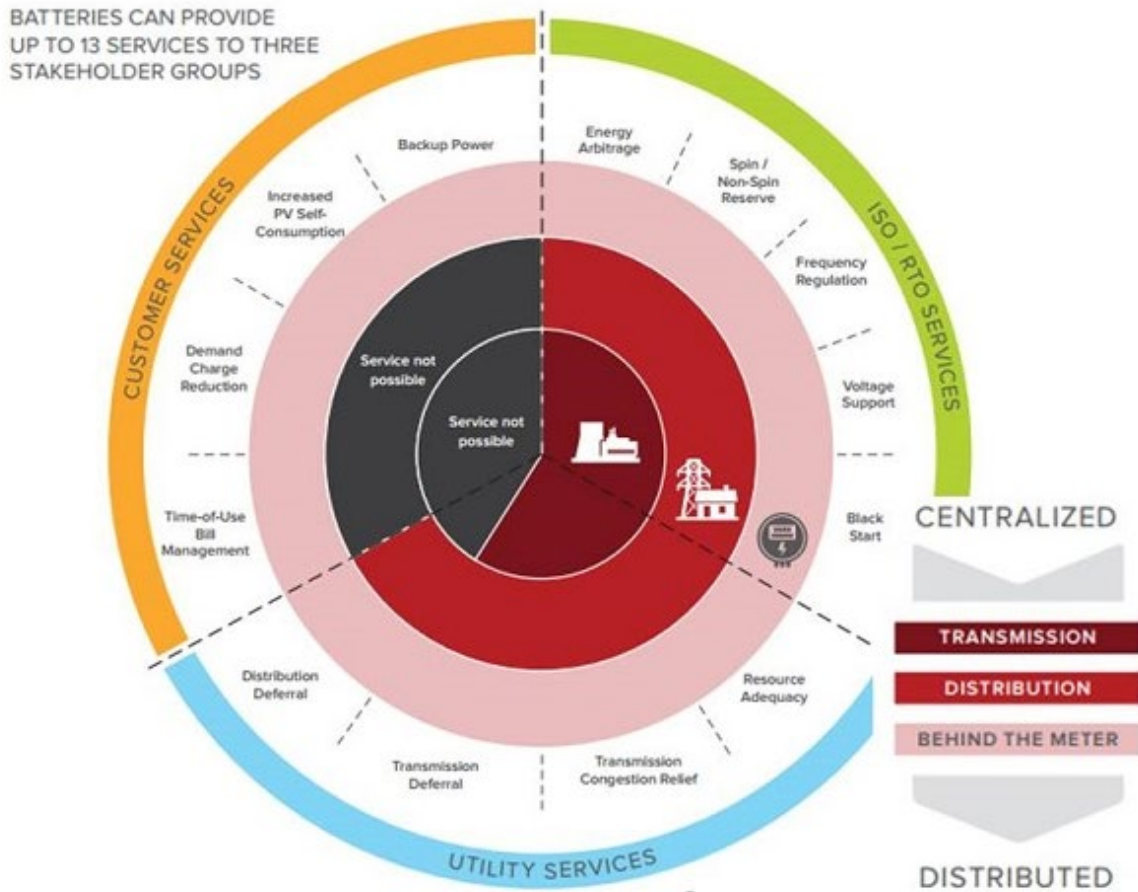 BATTERIES CAN PROVIDE
UP TO 13 SERVICES TO THREE
STAKEHOLDER GROUPS
CUSTOMER SERVICES
ISO / RTO SERVICES
UTILITY SERVICES
Backup Power
Energy
Arbitrage
Spin /
Non-Spin
Reserve
Frequency
Regulation
Voltage
Support
Black
Start
Resource
Adequacy
Transmission
Congestion Relief
Transmission
Deferral
Distribution
Deferral
Time-of-Use
Bill
Management
Demand
Charge
Reduction
Increased
PV Self-
Consumption
Service not
possible
Service not
possible
CENTRALIZED
TRANSMISSION
DISTRIBUTION
BEHIND THE METER
DISTRIBUTED